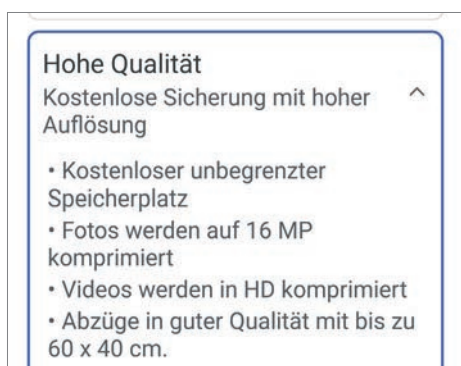 Hohe Qualität
Kostenlose Sicherung mit hoher
Auflösung
• Kostenloser unbegrenzter
Speicherplatz
• Fotos werden auf 16 MP
komprimiert
• Videos werden in HD komprimiert
• Abzüge in guter Qualität mit bis zu
60 x 40 cm.